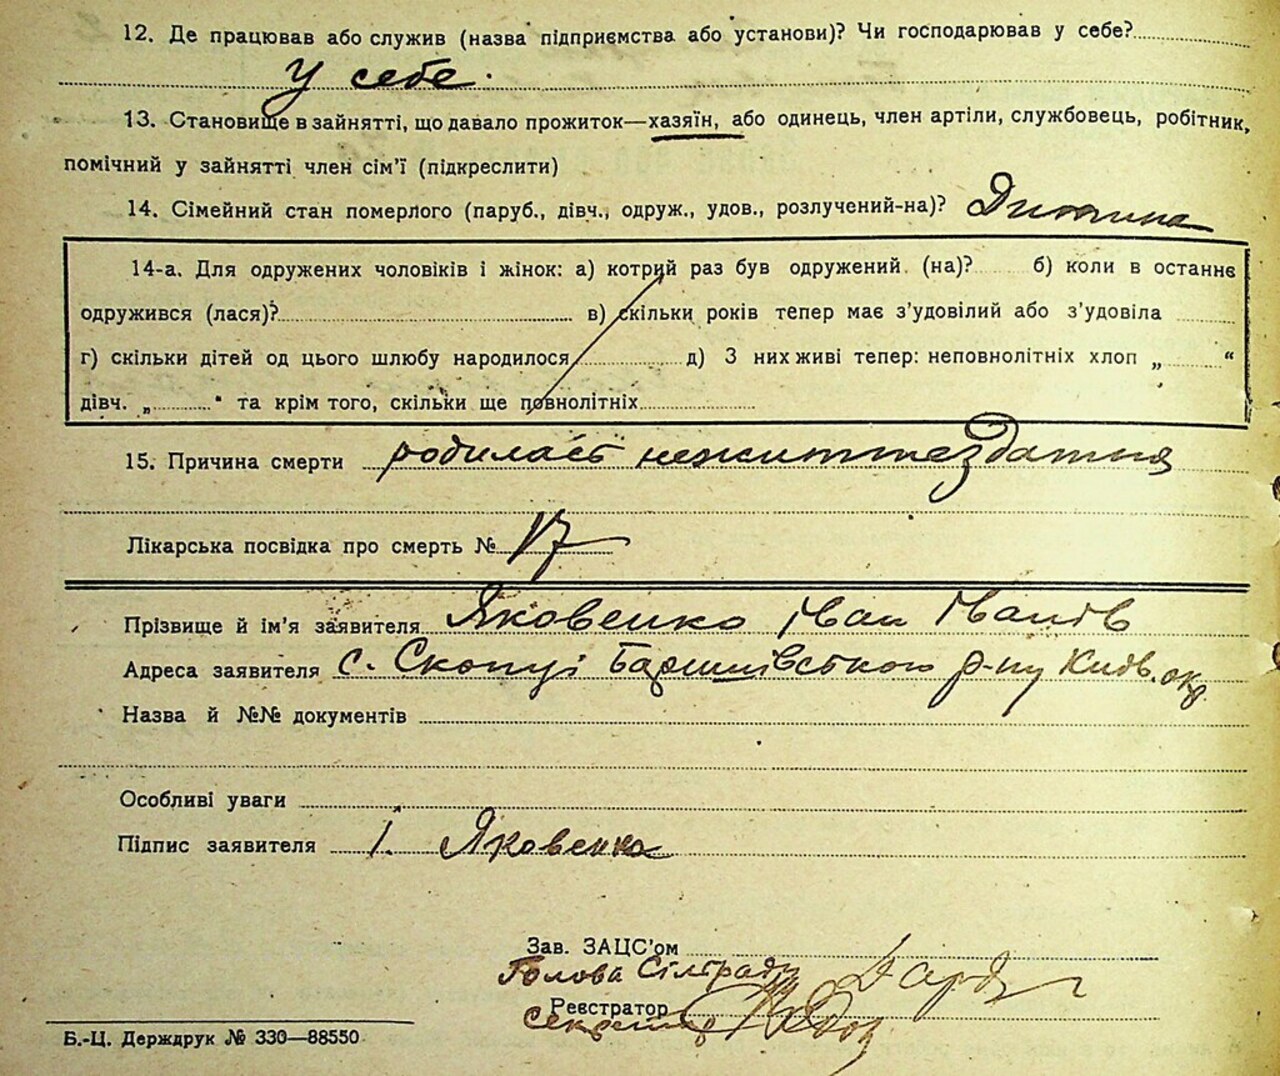 12. Де працював або служив (назва підприємства або установи)? Чи господарював у себе?
У себе.
13. Становище в зайнятті, що давало прожиток—хазяїн, або одинець, член артіли, службовець, робітник,
помічний у зайнятті член сім'ї (підкреслити)
14. Сімейний стан померлого (паруб., дівч., одруж., удов., розлучений-на)? Дитина
14-а. Для одружених чоловіків і жінок: а) котрий раз був одружений (на)? б) коли в останнє
одружився (лася)? в) скільки років тепер має з'удовілий або з'удовіла
г) скільки дітей од цього шлюбу народилося д) З них живі тепер: неповнолітніх хлоп „ “
дівч. „ “ та крім того, скільки ще повнолітніх
15. Причина смерти родилась нежиттездатня
Лікарська посвідка про смерть № 17
Прізвище й ім'я заявителя Яковенко Іван Іванів
Адреса заявителя с. Скопці Баришівського р-ну Київ. окр.
Назва й №№ документів
Особливі уваги
Підпис заявителя І. Яковенко
Зав. ЗАЦС'ом
Голова Сільради
Реєстратор
секретар
Б.-Ц. Держдрук № 330—88550